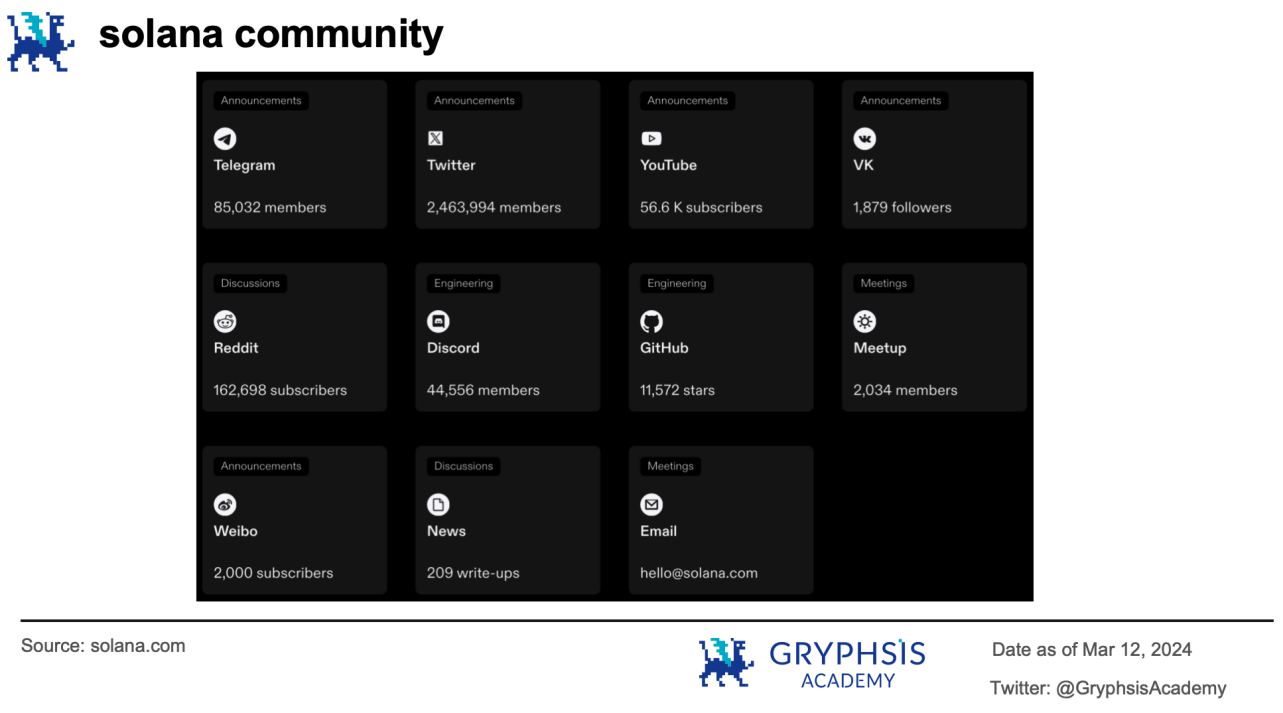 solana community
Announcements
Telegram
85,032 members
Announcements
Twitter
2,463,994 members
Announcements
YouTube
56.6 K subscribers
Announcements
VK
1,879 followers
Discussions
Reddit
162,698 subscribers
Engineering
Discord
44,556 members
Engineering
GitHub
11,572 stars
Meetings
Meetup
2,034 members
Announcements
Weibo
2,000 subscribers
Discussions
News
209 write-ups
Meetings
Email
hello@solana.com
Source: solana.com
GRYPHSIS
ACADEMY
Date as of Mar 12, 2024
Twitter: @GryphsisAcademy